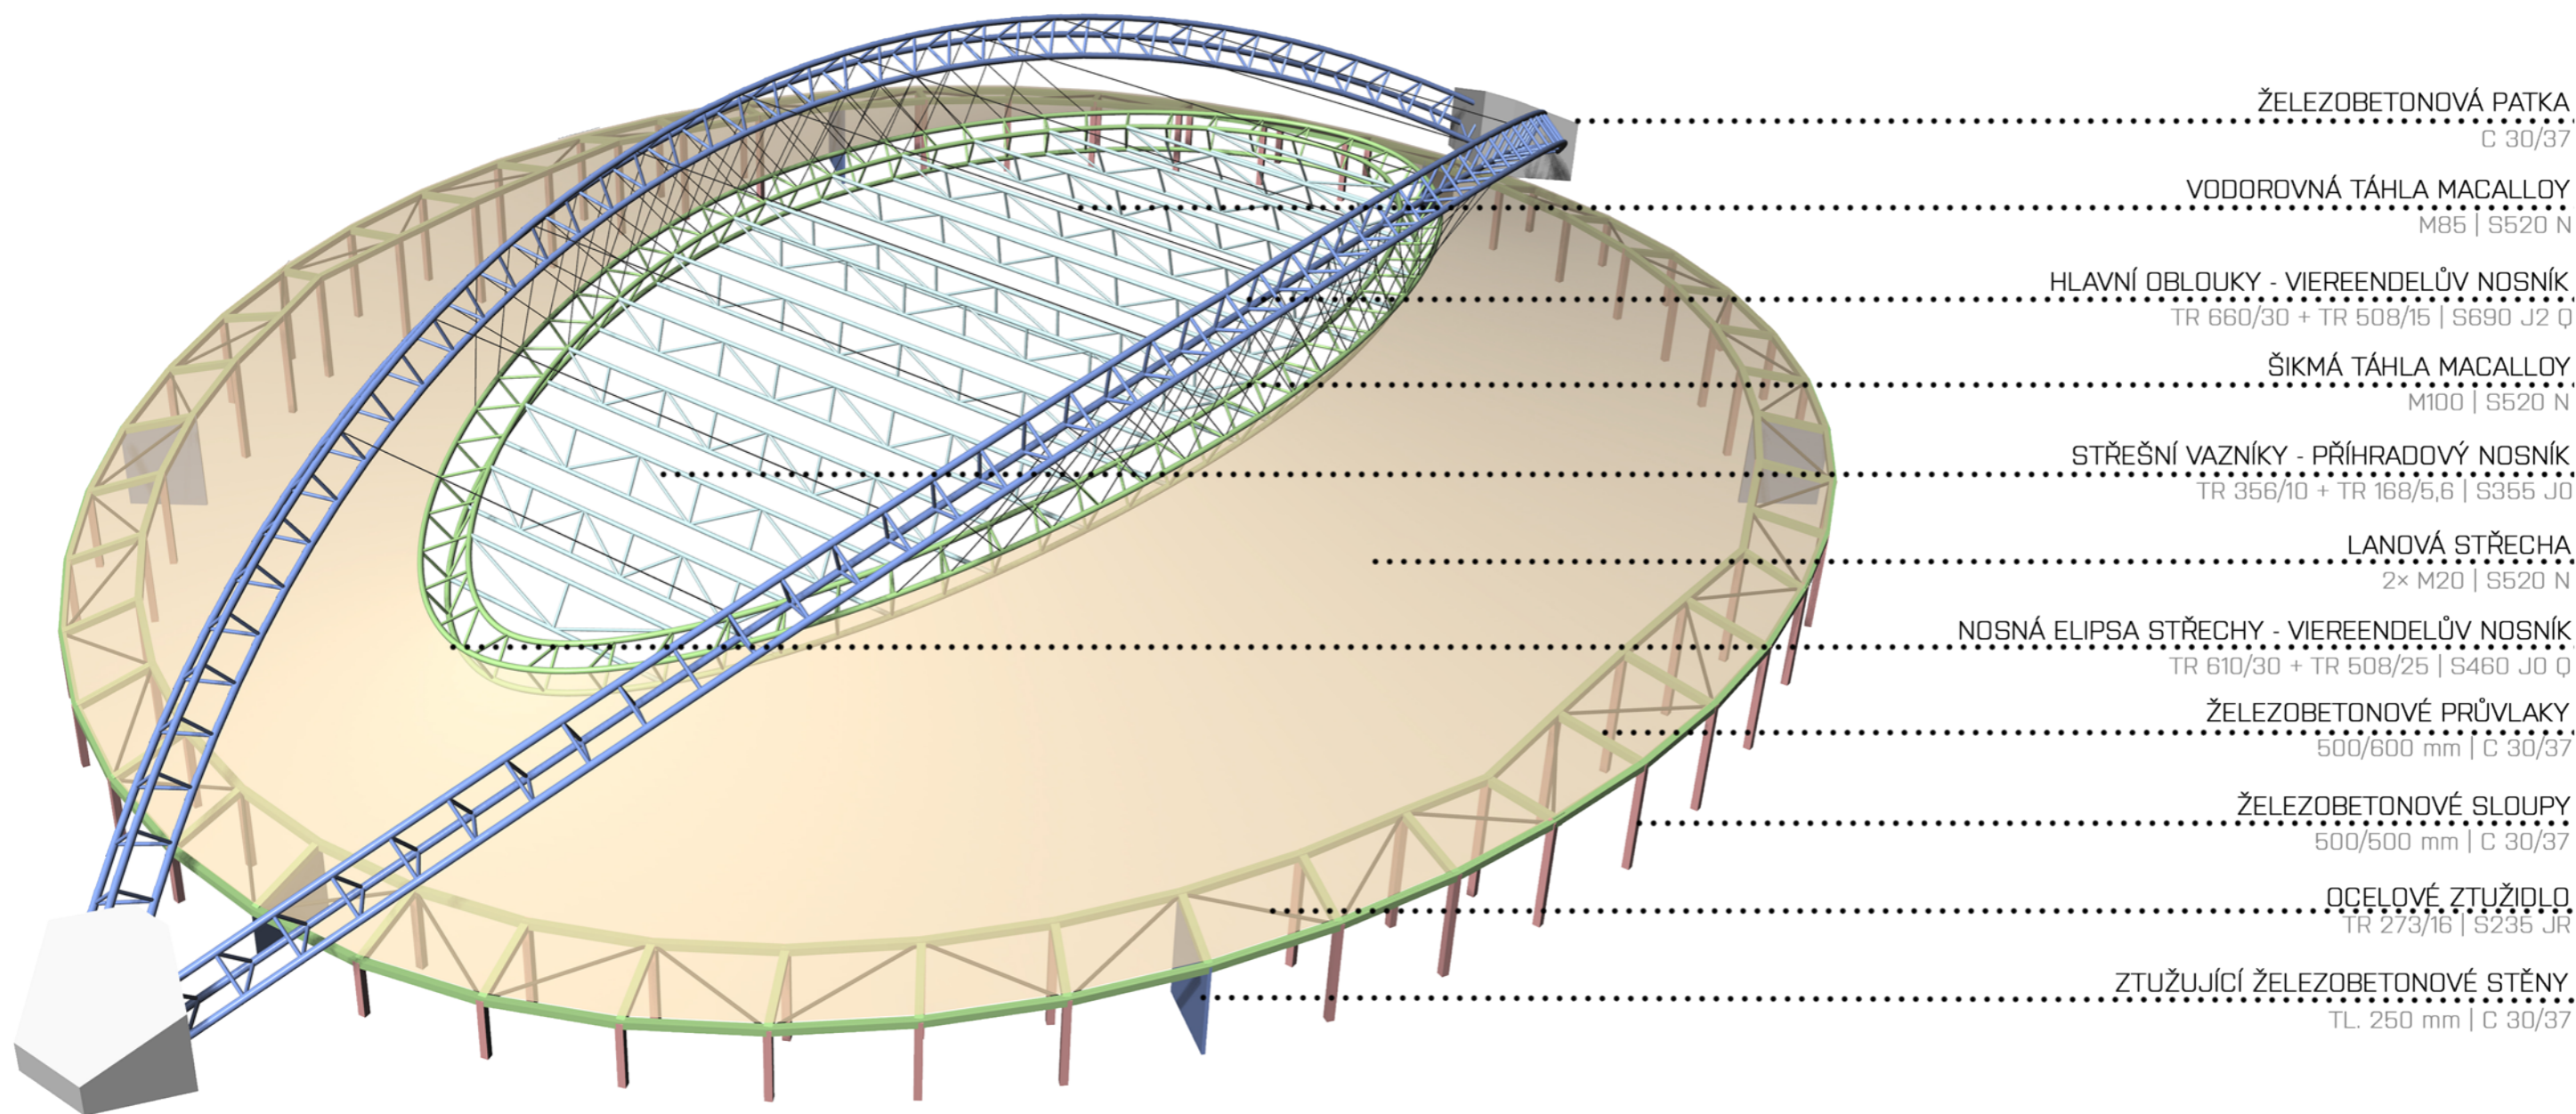 ŽELEZOBETONOVÁ PATKA
C 30/37
VODOROVNÁ TÁHLA MACALLOY
M85 | S520 N
HLAVNÍ OBLOUKY - VIEREENDELŮV NOSNÍK
TR 660/30 + TR 508/15 | S690 J2 Q
ŠIKMÁ TÁHLA MACALLOY
M100 | S520 N
STŘEŠNÍ VAZNÍKY - PŘÍHRADOVÝ NOSNÍK
TR 356/10 + TR 168/5,6 | S355 J0
LANOVÁ STŘECHA
2× M20 | S520 N
NOSNÁ ELIPSA STŘECHY - VIEREENDELŮV NOSNÍK
TR 610/30 + TR 508/25 | S460 J0 Q
ŽELEZOBETONOVÉ PRŮVLAKY
500/600 mm | C 30/37
ŽELEZOBETONOVÉ SLOUPY
500/500 mm | C 30/37
OCELOVÉ ZTUŽIDLO
TR 273/16 | S235 JR
ZTUŽUJÍCÍ ŽELEZOBETONOVÉ STĚNY
TL. 250 mm | C 30/37